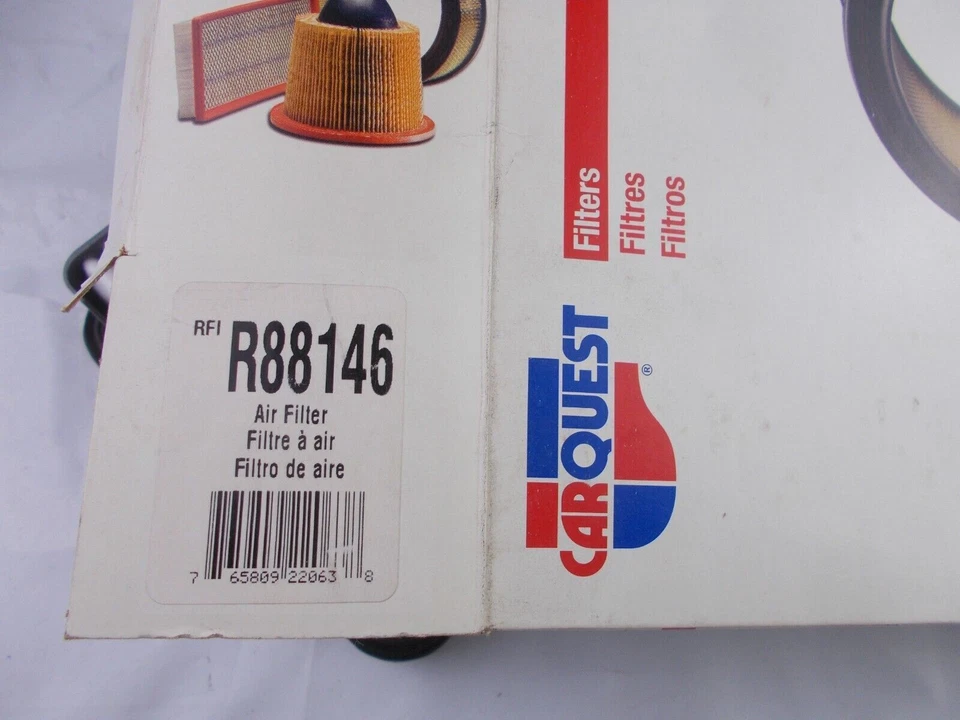 RFI R88146
Air Filter
Filtre à air
Filtro de aire
7 65809 22063 8
Filters
Filtres
Filtros
CARQUEST®